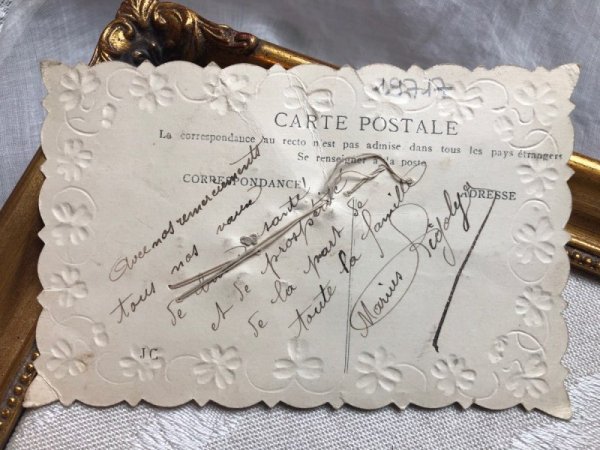 CARTE POSTALE
La correspondance au recto n'est pas admise dans tous les pays étrangers
Se renseigner à la poste
CORRESPONDANCE
ADRESSE
Avec nos remerciements
tous nos vœux
de santé
et de prospérité
de la part de
toute la famille
Marius
JC